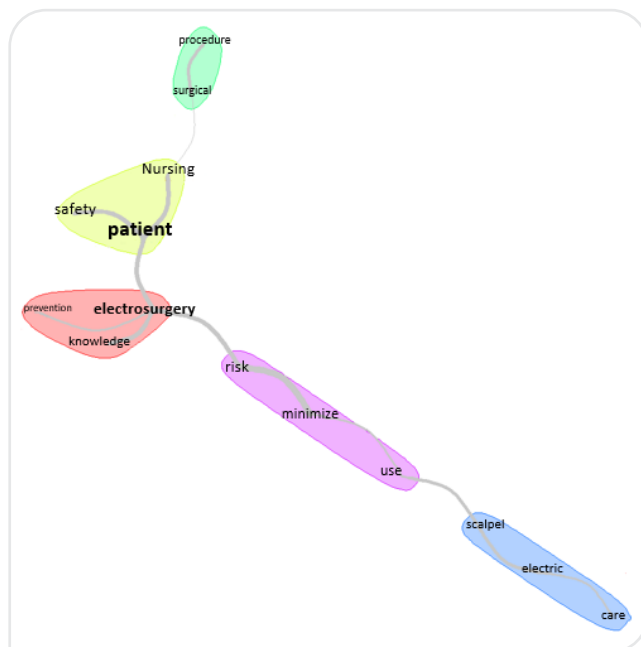 procedure
surgical
Nursing
safety
patient
prevention
electrosurgery
knowledge
risk
minimize
use
scalpel
electric
care